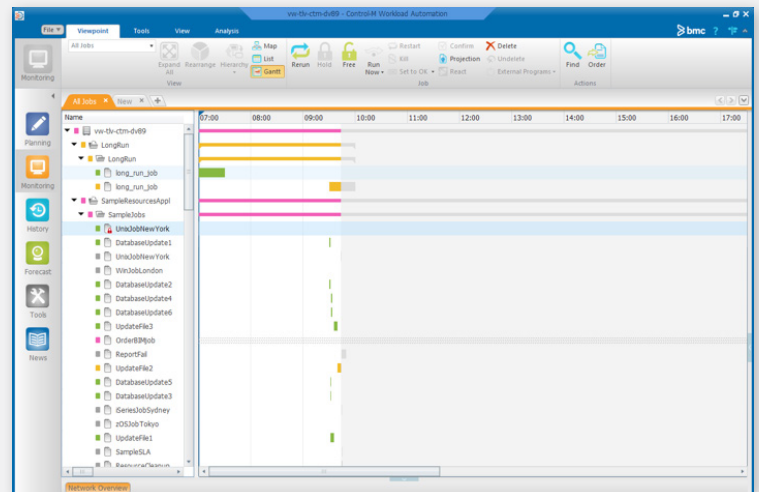 vw-tlv-ctm-dv89 - Control-M Workload Automation
File Viewpoint Tools View Analysis
bmc ?
All Jobs
Expand All
Rearrange
Hierarchy
Map
List
Gantt
View
Rerun
Hold
Free
Run Now
Restart
Kill
Set to OK
Confirm
Projection
React
Delete
Undelete
External Programs
Job
Find
Order
Actions
Monitoring
Planning
Monitoring
History
Forecast
Tools
News
All Jobs New
Name
07:00 08:00 09:00 10:00 11:00 12:00 13:00 14:00 15:00 16:00 17:00
vw-tlv-ctm-dv89
LongRun
LongRun
long_run_job
long_run_job
SampleResourcesAppl
SampleJobs
UnixJobNewYork
DatabaseUpdate1
UnixJobNewYork
WinJobLondon
DatabaseUpdate2
DatabaseUpdate4
DatabaseUpdate6
UpdateFile3
OrderBIMjob
ReportFail
UpdateFile2
DatabaseUpdate5
DatabaseUpdate3
iSeriesJobSydney
zOSJobTokyo
UpdateFile1
SampleSLA
ResourceCleanup
Network Overview